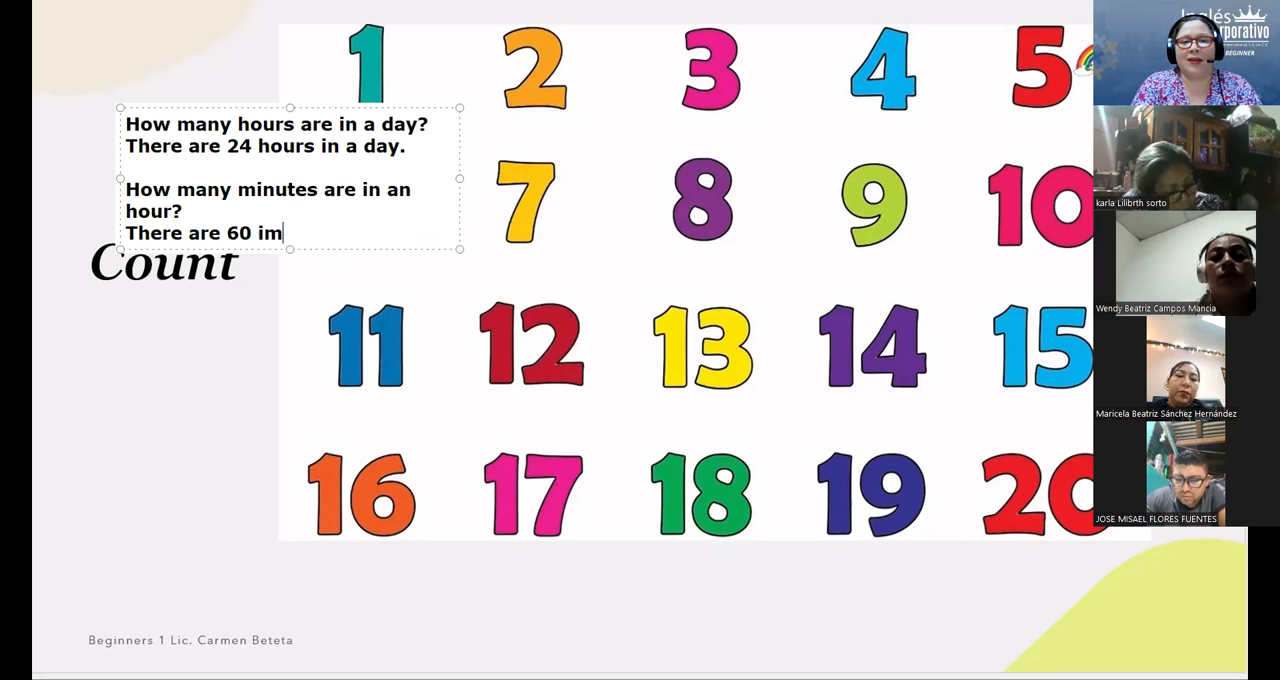 1 2 3 4 5
How many hours are in a day?
There are 24 hours in a day.
How many minutes are in an
hour?
There are 60 im
7 8 9 10
Count
11 12 13 14 15
16 17 18 19 20
Beginners 1 Lic. Carmen Beteta
Inglés
rporativo
BEGINNER
karla Lilibrth sorto
Wendy Beatriz Campos Mancia
Maricela Beatriz Sánchez Hernández
JOSE MISAEL FLORES FUENTES